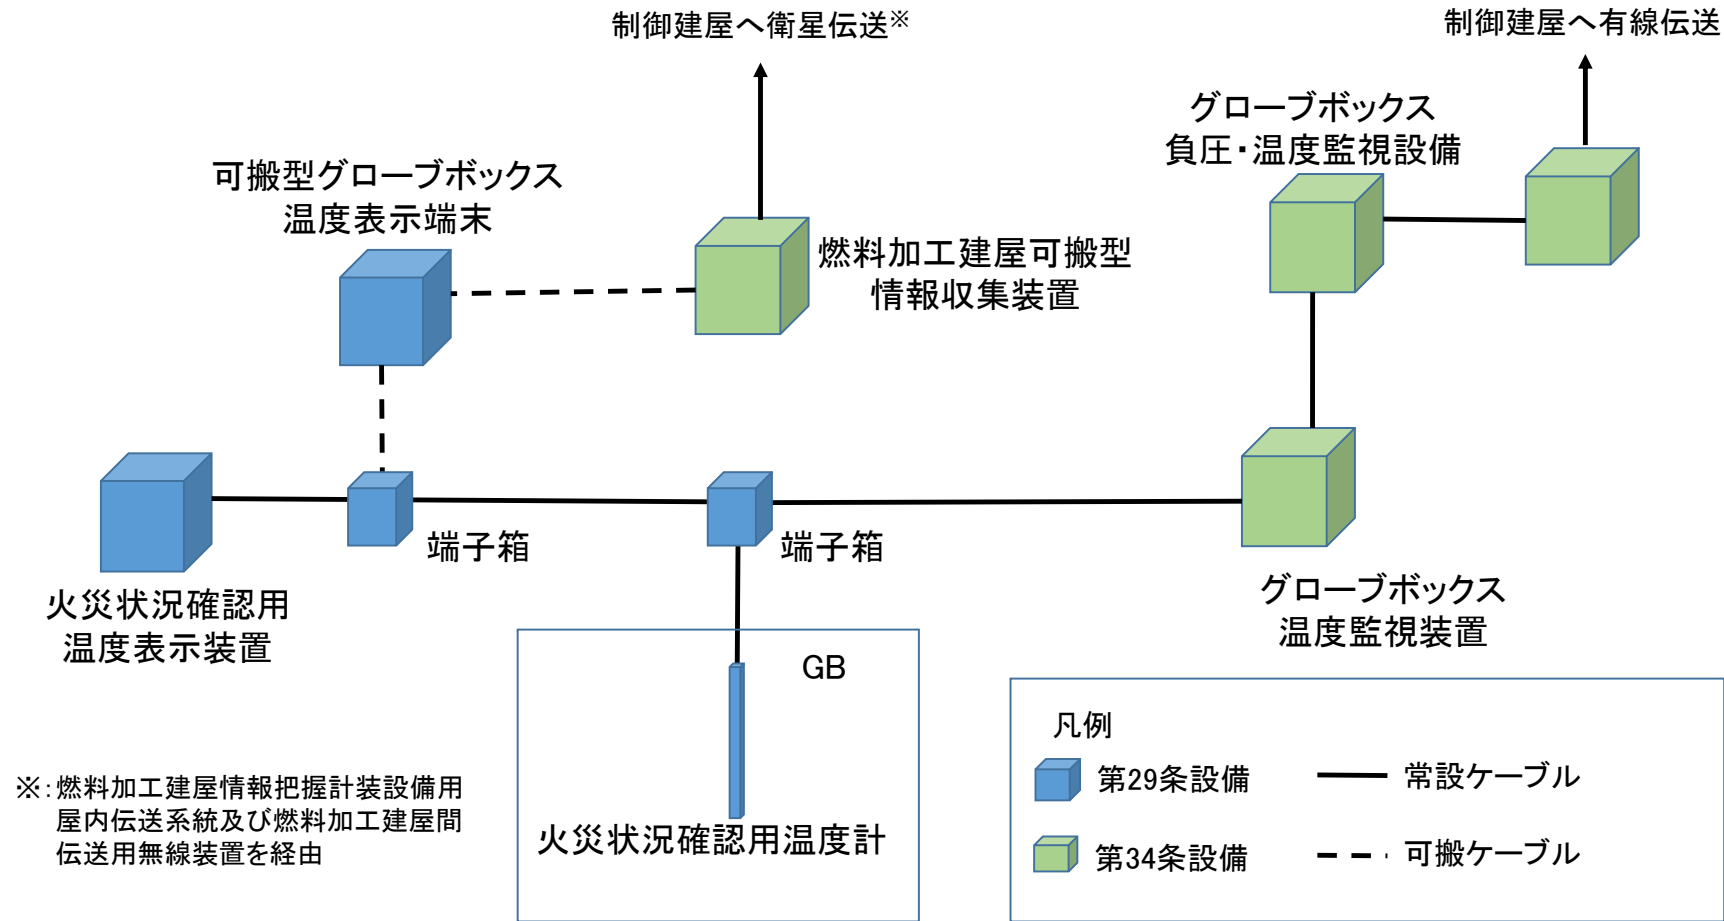 制御建屋へ衛星伝送※
制御建屋へ有線伝送
グローブボックス
負圧・温度監視設備
可搬型グローブボックス
温度表示端末
燃料加工建屋可搬型
情報収集装置
端子箱
端子箱
火災状況確認用
温度表示装置
グローブボックス
温度監視装置
GB
火災状況確認用温度計
※：燃料加工建屋情報把握計装設備用
屋内伝送系統及び燃料加工建屋間
伝送用無線装置を経由
凡例
第29条設備
常設ケーブル
第34条設備
可搬ケーブル